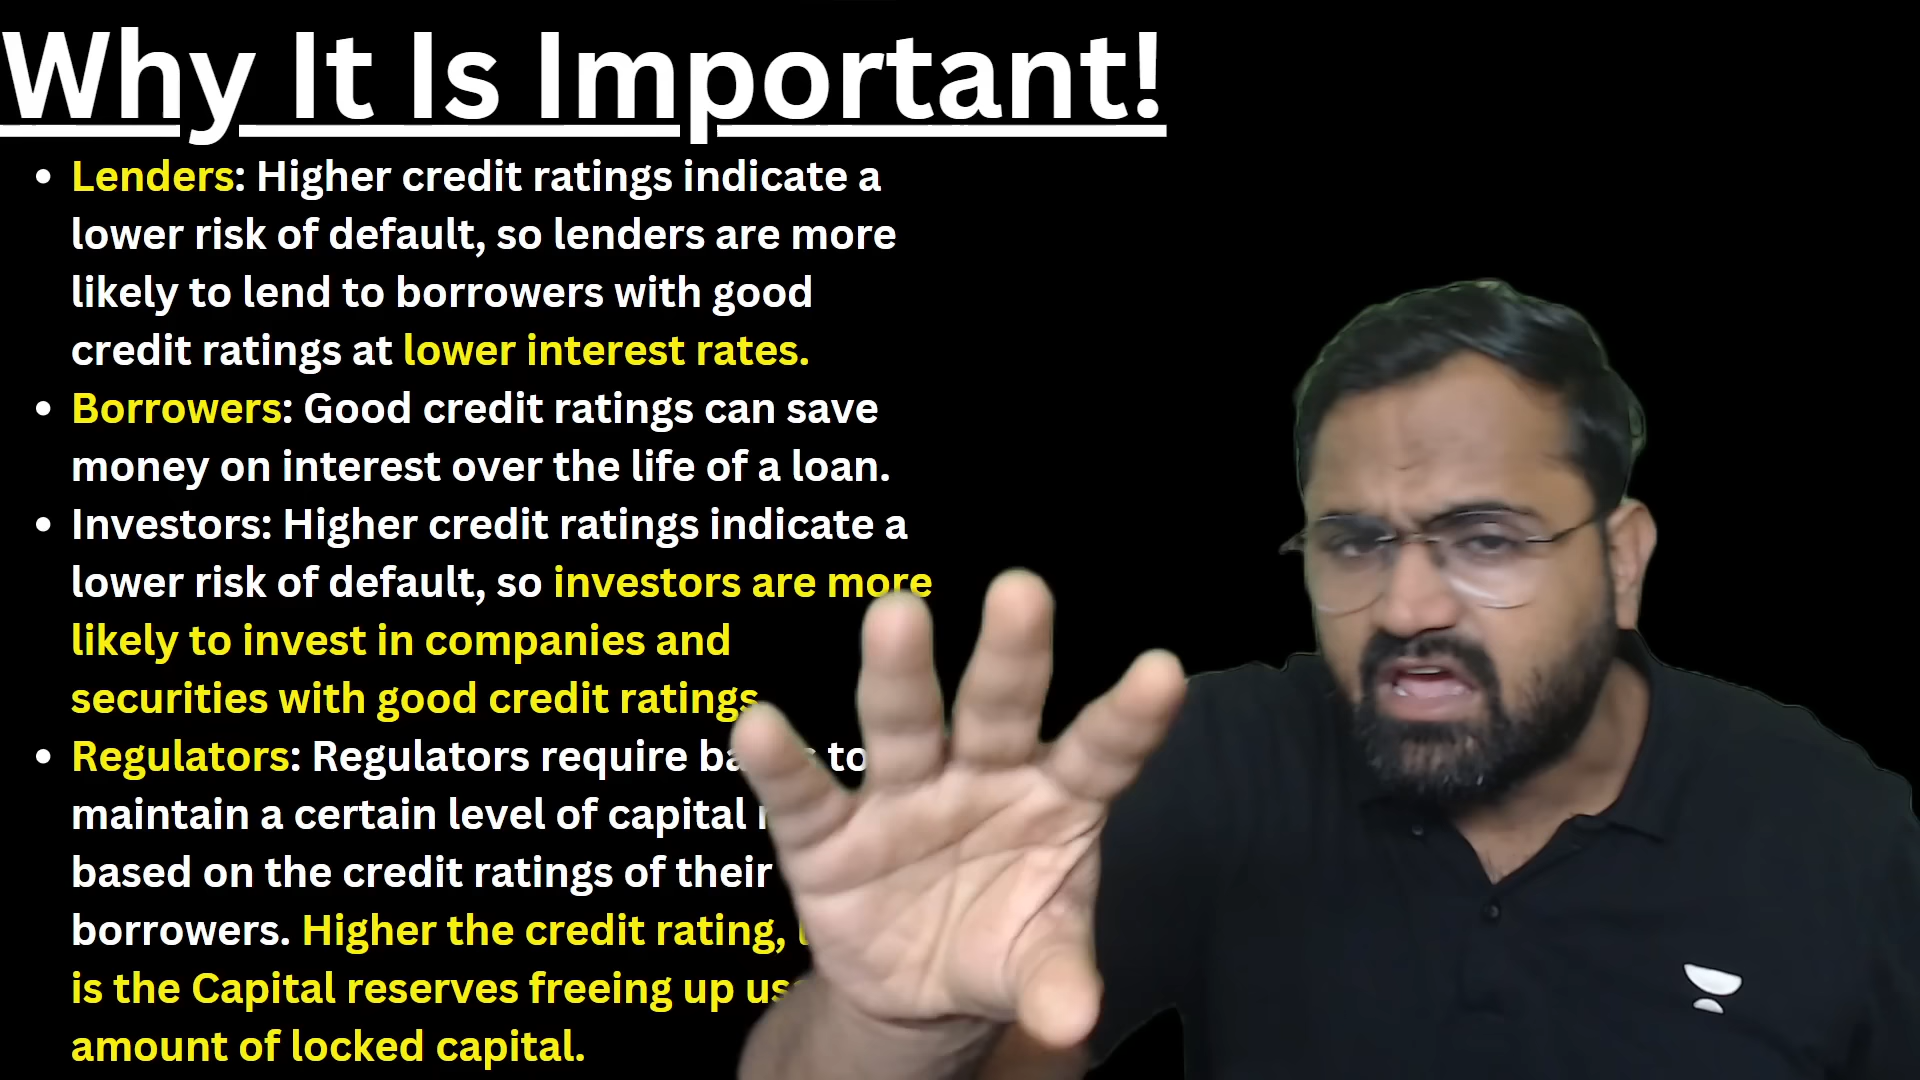 Why It Is Important!
• Lenders: Higher credit ratings indicate a
lower risk of default, so lenders are more
likely to lend to borrowers with good
credit ratings at lower interest rates.
• Borrowers: Good credit ratings can save
money on interest over the life of a loan.
• Investors: Higher credit ratings indicate a
lower risk of default, so investors are more
likely to invest in companies and
securities with good credit ratings
• Regulators: Regulators require to
maintain a certain level of capital
based on the credit ratings of their
borrowers. Higher the credit rating,
is the Capital reserves freeing up
amount of locked capital.